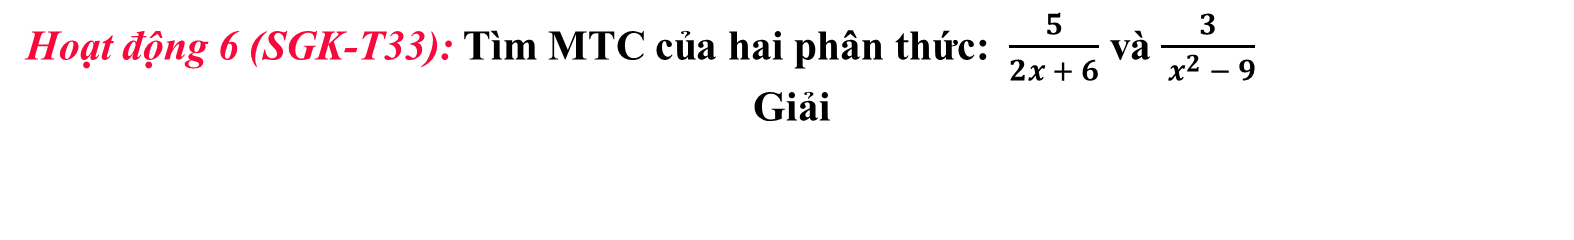 Hoạt động 6 (SGK-T33): Tìm MTC của hai phân thức: 5/(2x + 6) và 3/(x² − 9)
Giải